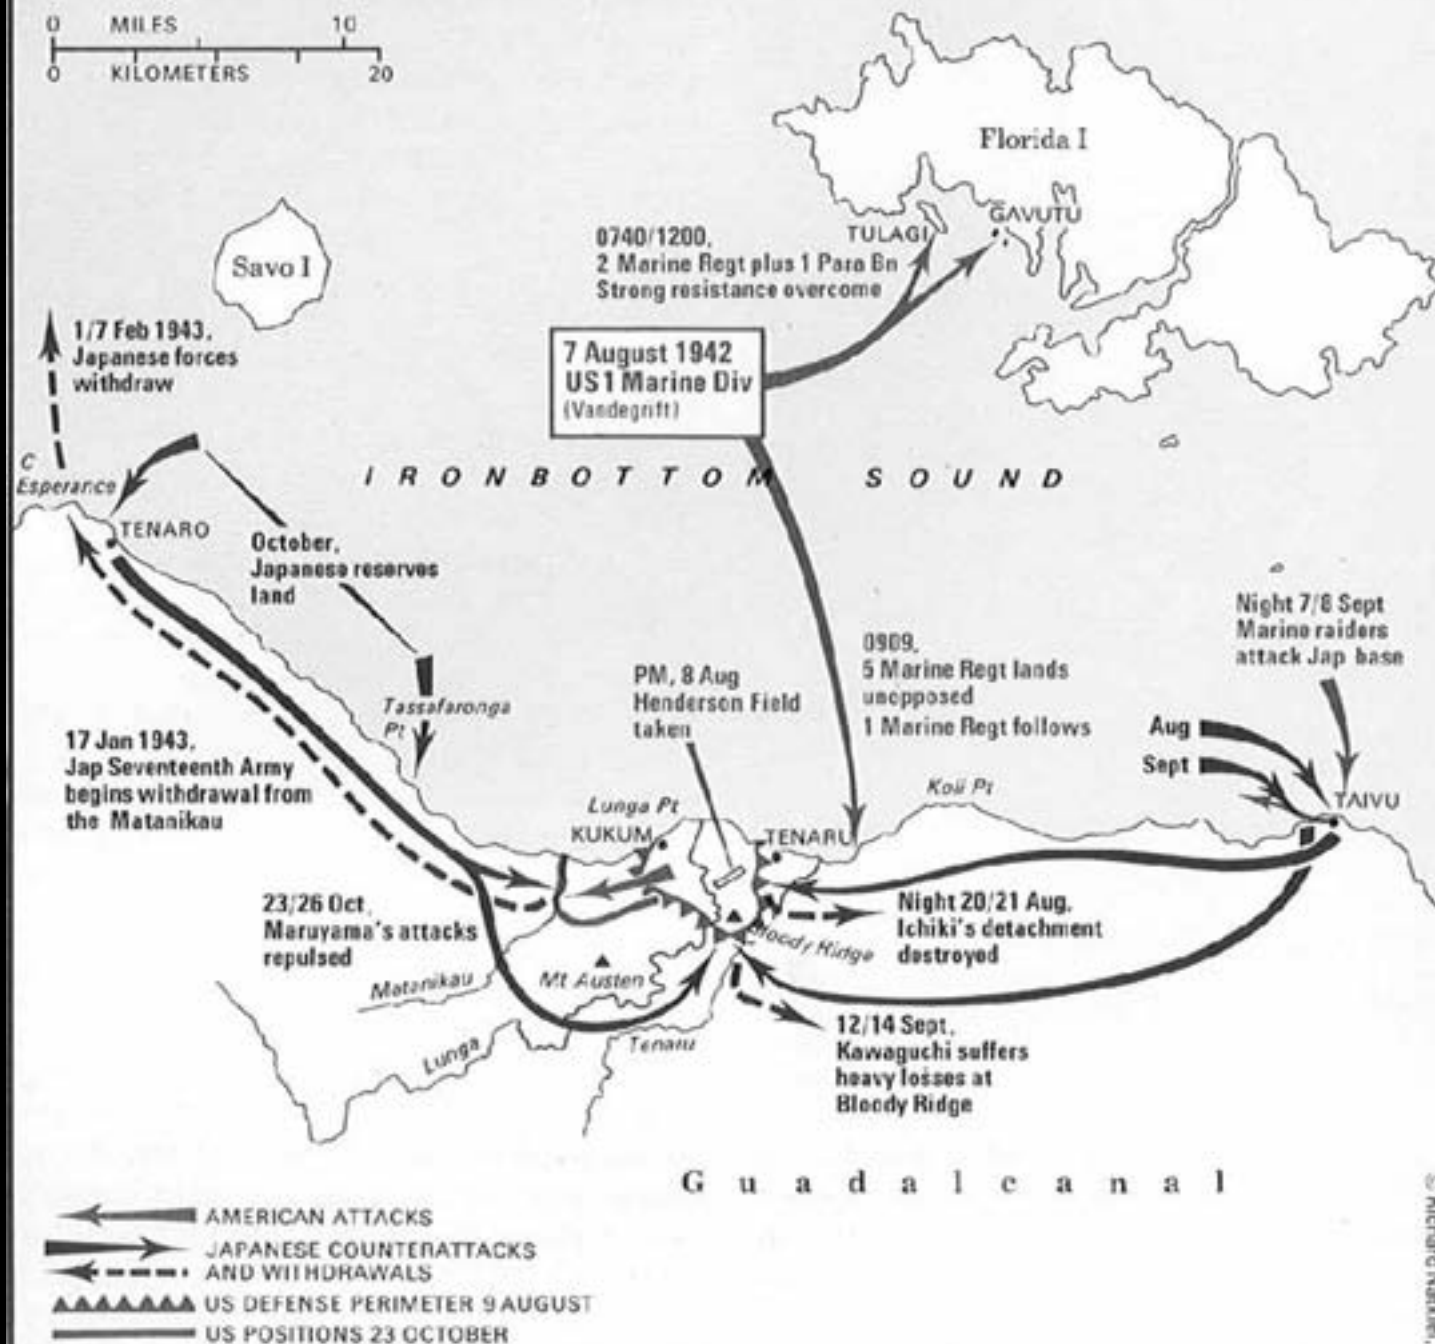 0 MILES 10
0 KILOMETERS 20
Florida I
GAVUTU
TULAGI
0740/1200,
2 Marine Regt plus 1 Para Bn
Strong resistance overcome
Savo I
1/7 Feb 1943,
Japanese forces
withdraw
7 August 1942
US 1 Marine Div
(Vandegrift)
C
Esperance
IRONBOTTOM SOUND
TENARO
October,
Japanese reserves
land
Night 7/8 Sept
Marine raiders
attack Jap base
0909,
5 Marine Regt lands
unopposed
1 Marine Regt follows
PM, 8 Aug
Henderson Field
taken
Tassafaronga
Pt
Aug
Sept
17 Jan 1943,
Jap Seventeenth Army
begins withdrawal from
the Matanikau
Koli Pt
TAIVU
Lunga Pt
KUKUM
TENARU
23/26 Oct,
Maruyama's attacks
repulsed
Night 20/21 Aug,
Ichiki's detachment
destroyed
Bloody Ridge
Matanikau
Mt Austen
Lunga
Tenaru
12/14 Sept,
Kawaguchi suffers
heavy losses at
Bloody Ridge
Guadalcanal
AMERICAN ATTACKS
JAPANESE COUNTERATTACKS
AND WITHDRAWALS
US DEFENSE PERIMETER 9 AUGUST
US POSITIONS 23 OCTOBER
© Richard